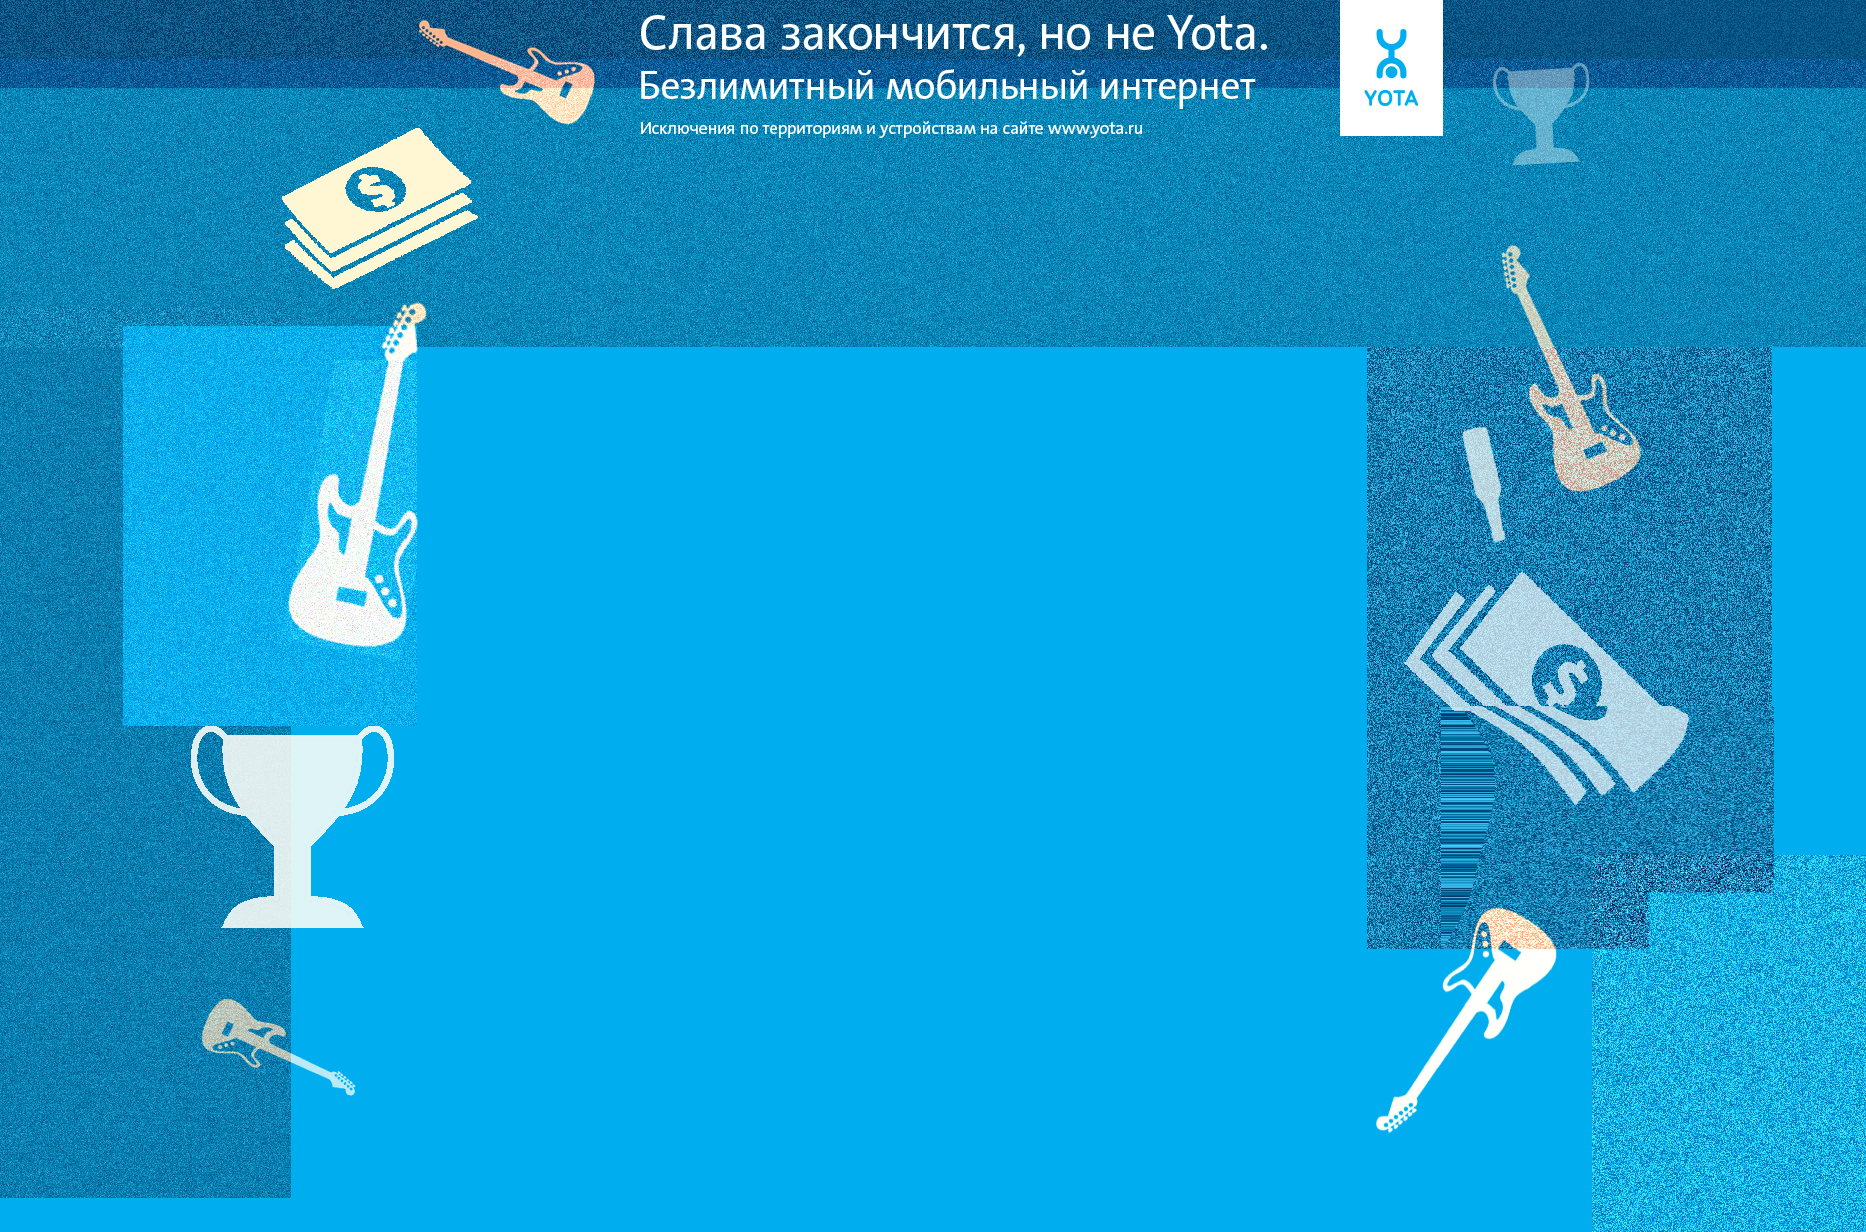 Слава закончится, но не Yota.
Безлимитный мобильный интернет
Исключения по территориям и устройствам на сайте www.yota.ru
YOTA
$
$